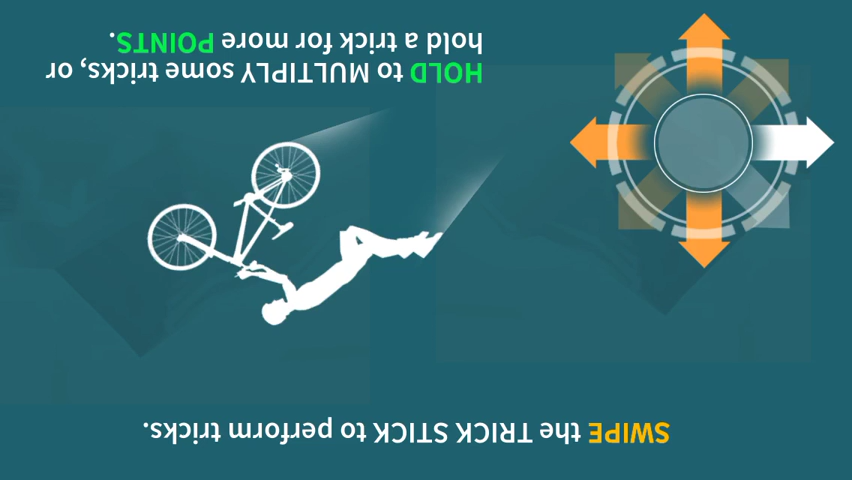 SWIPE the TRICK STICK to perform tricks.
HOLD to MULTIPLY some tricks, or
hold a trick for more POINTS.